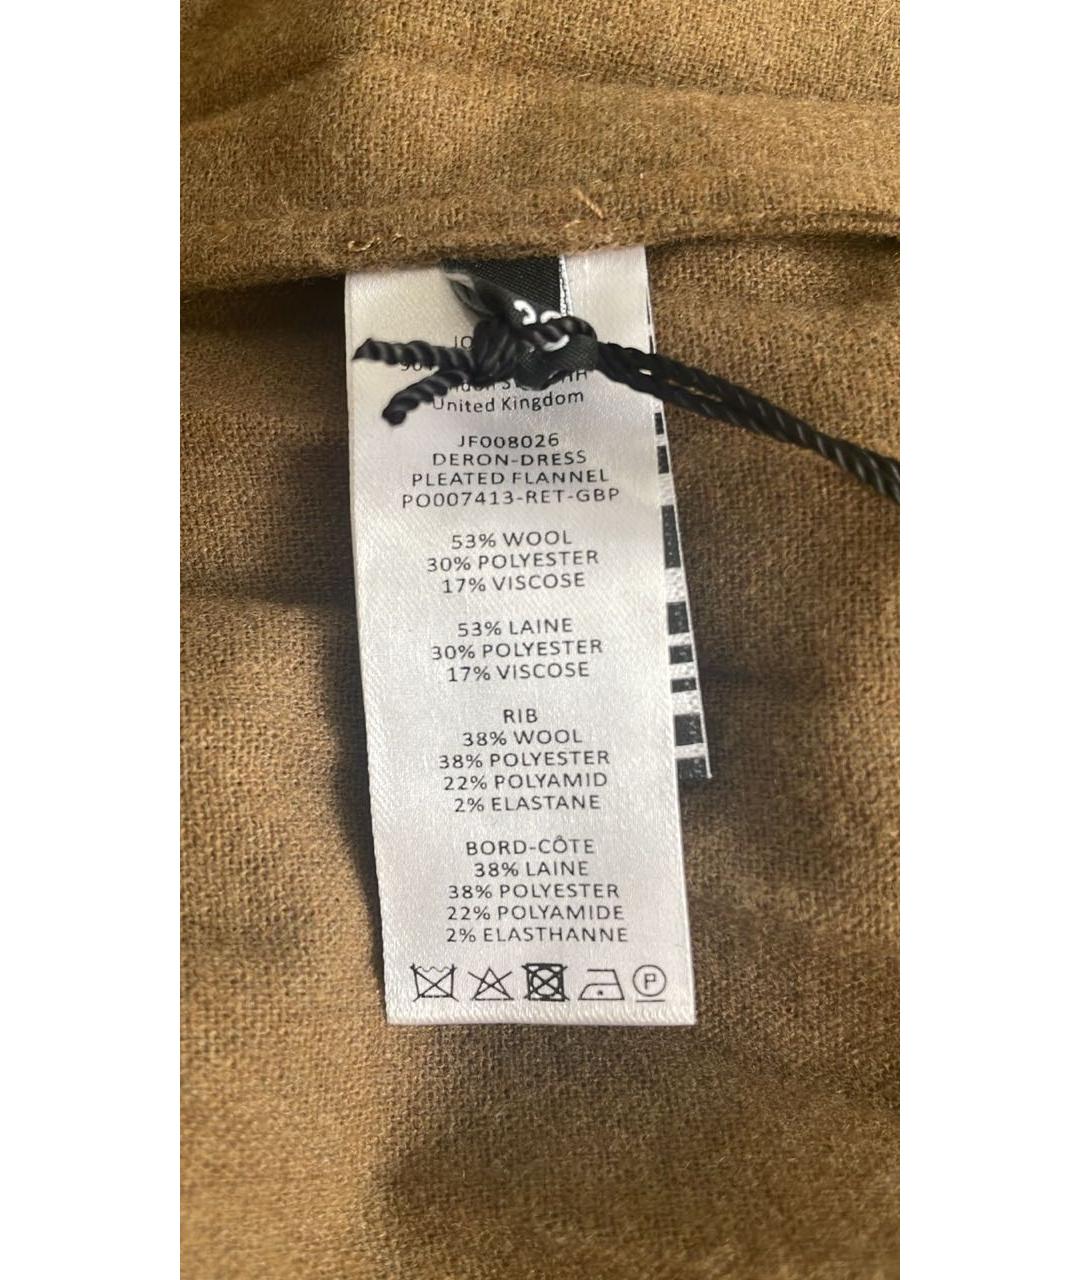 United Kingdom
JF008026
DERON-DRESS
PLEATED FLANNEL
PO007413-RET-GBP
53% WOOL
30% POLYESTER
17% VISCOSE
53% LAINE
30% POLYESTER
17% VISCOSE
RIB
38% WOOL
38% POLYESTER
22% POLYAMID
2% ELASTANE
BORD-CÔTE
38% LAINE
38% POLYESTER
22% POLYAMIDE
2% ELASTHANNE
P